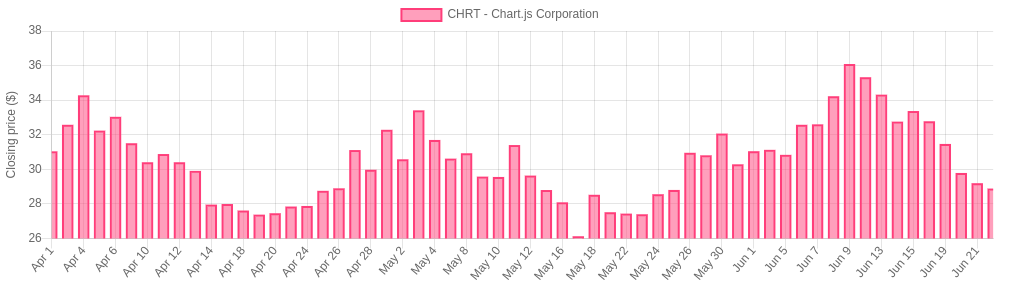 CHRT - Chart.js Corporation
Closing price ($)
38
36
34
32
30
28
26
Apr 1
Apr 4
Apr 6
Apr 10
Apr 12
Apr 14
Apr 18
Apr 20
Apr 24
Apr 26
Apr 28
May 2
May 4
May 8
May 10
May 12
May 16
May 18
May 22
May 24
May 26
May 30
Jun 1
Jun 5
Jun 7
Jun 9
Jun 13
Jun 15
Jun 19
Jun 21